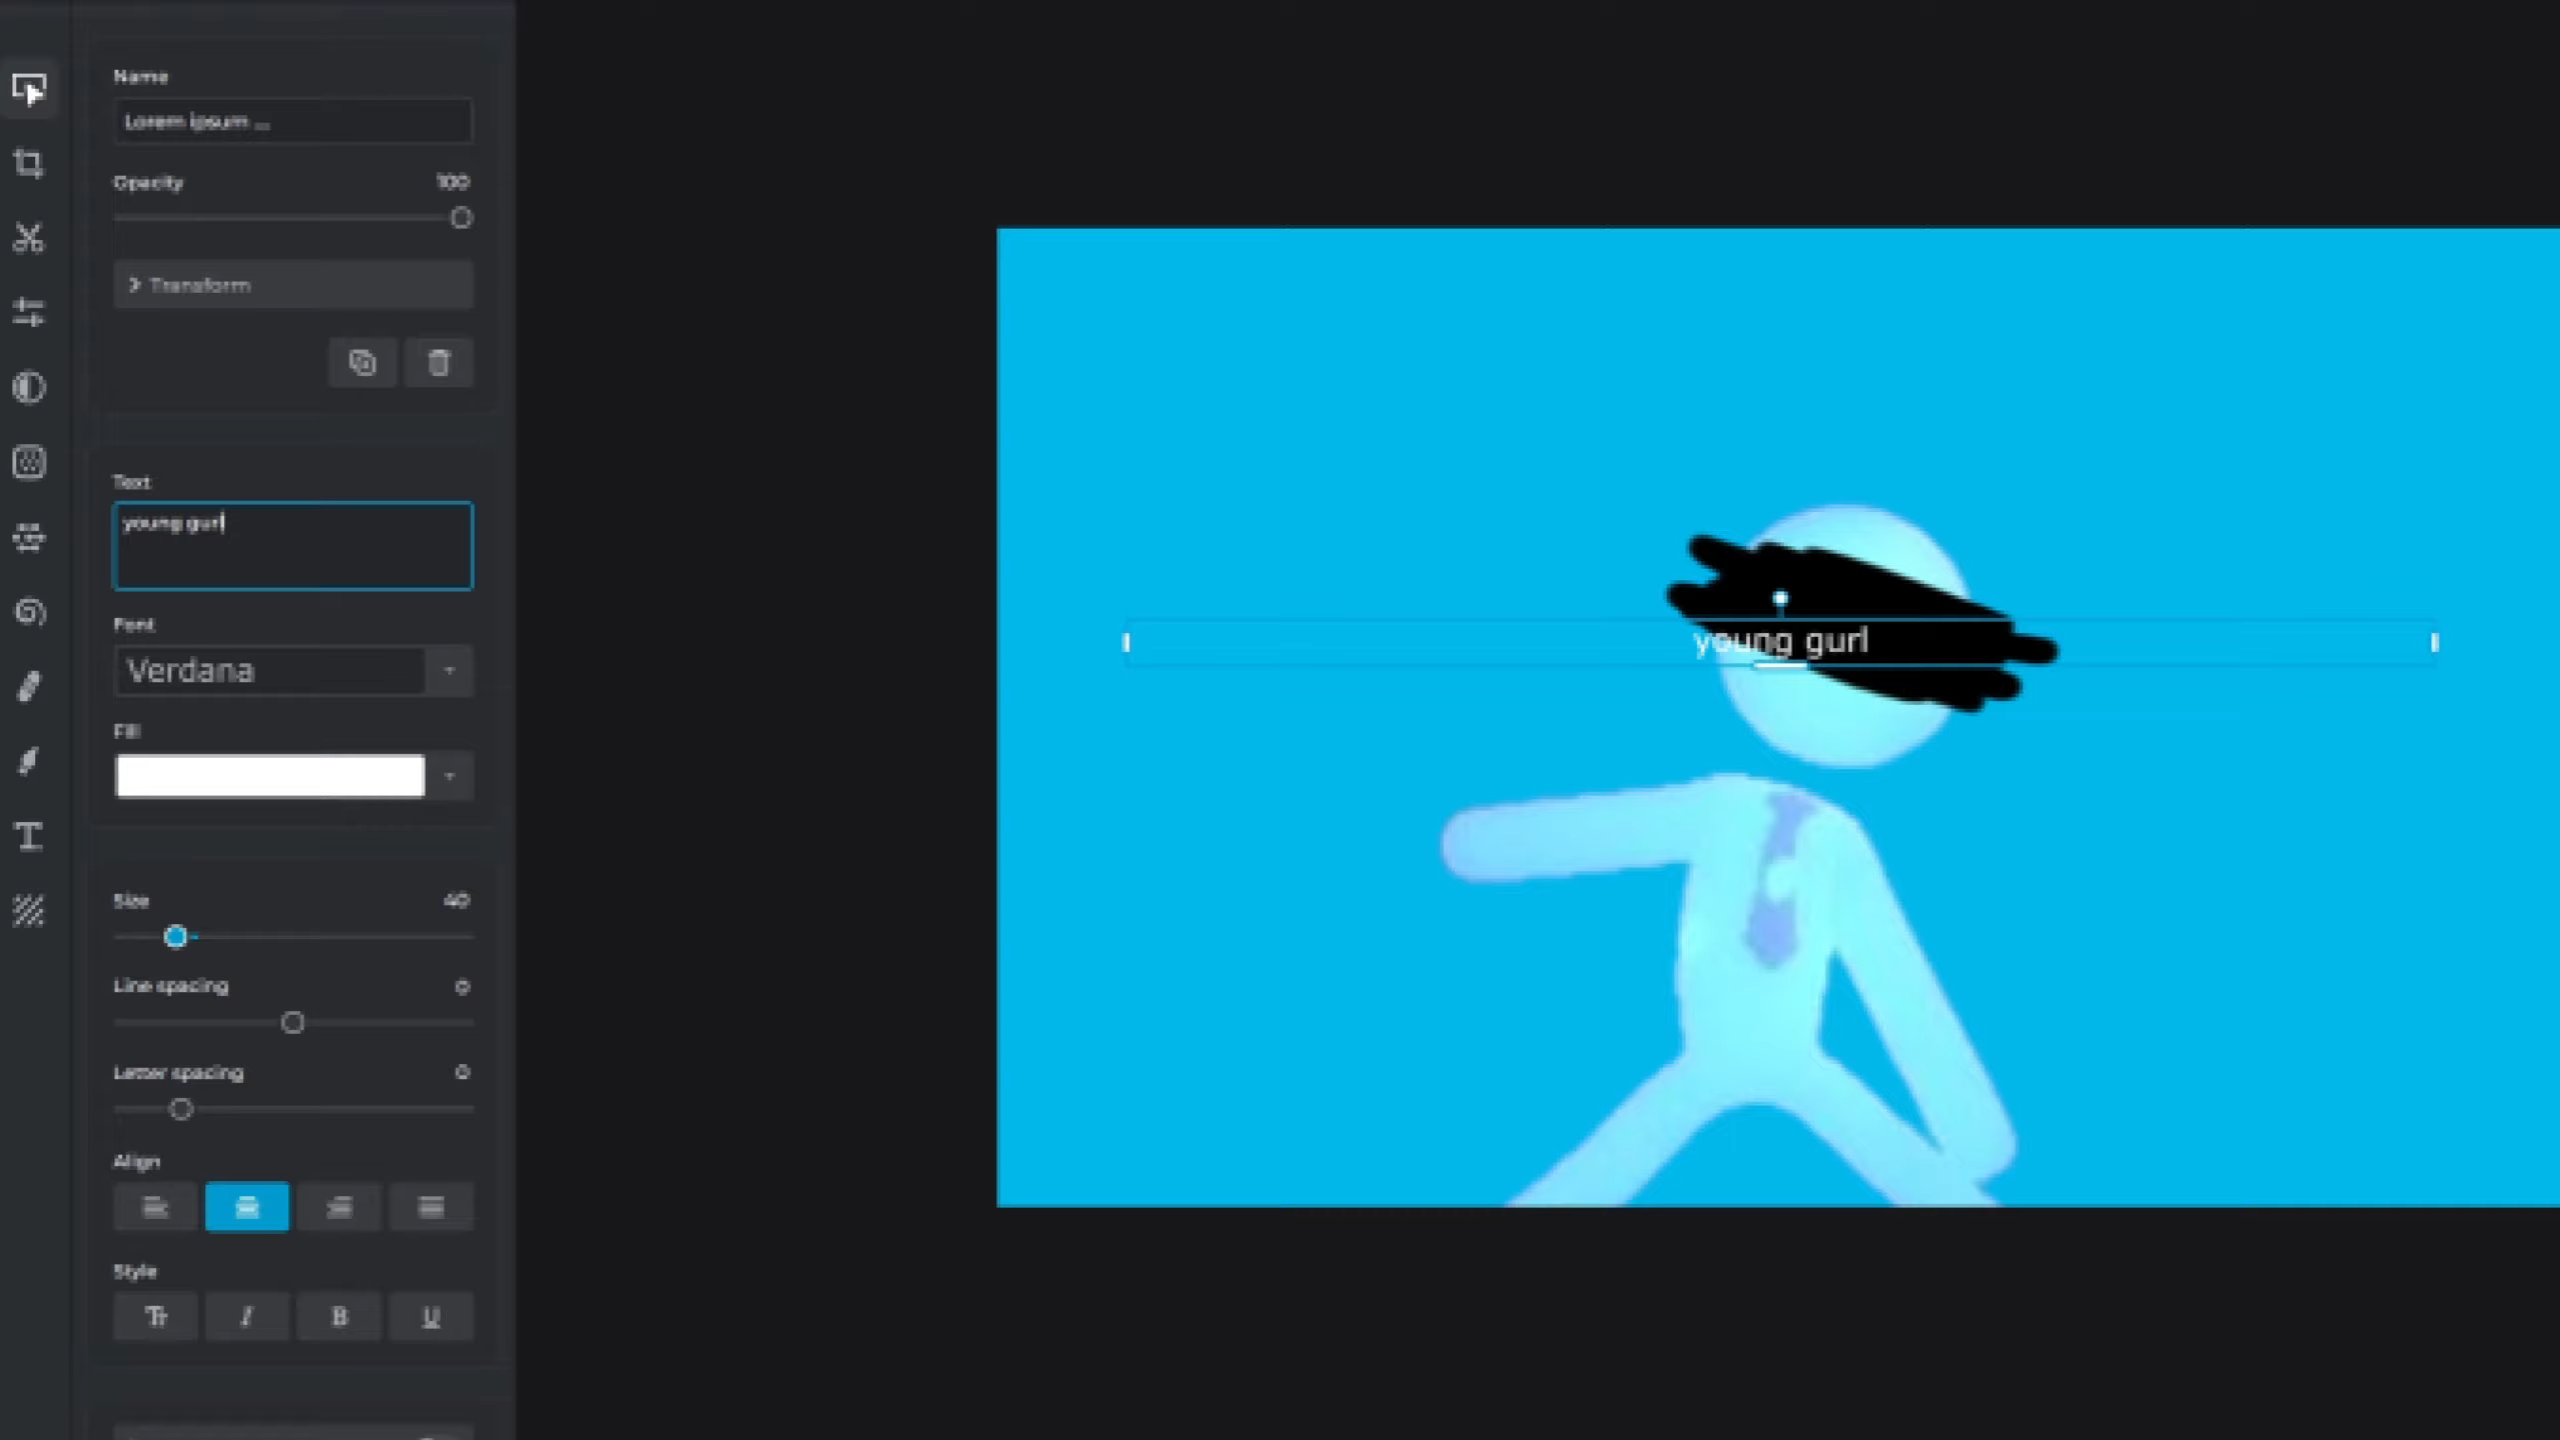 Name
Lorem ipsum ...
Opacity 100
Transform
Text
young gurl
Font
Verdana
Fill
Size 40
Line spacing 0
Letter spacing 0
Align
Style
Tr I B U
young gurl